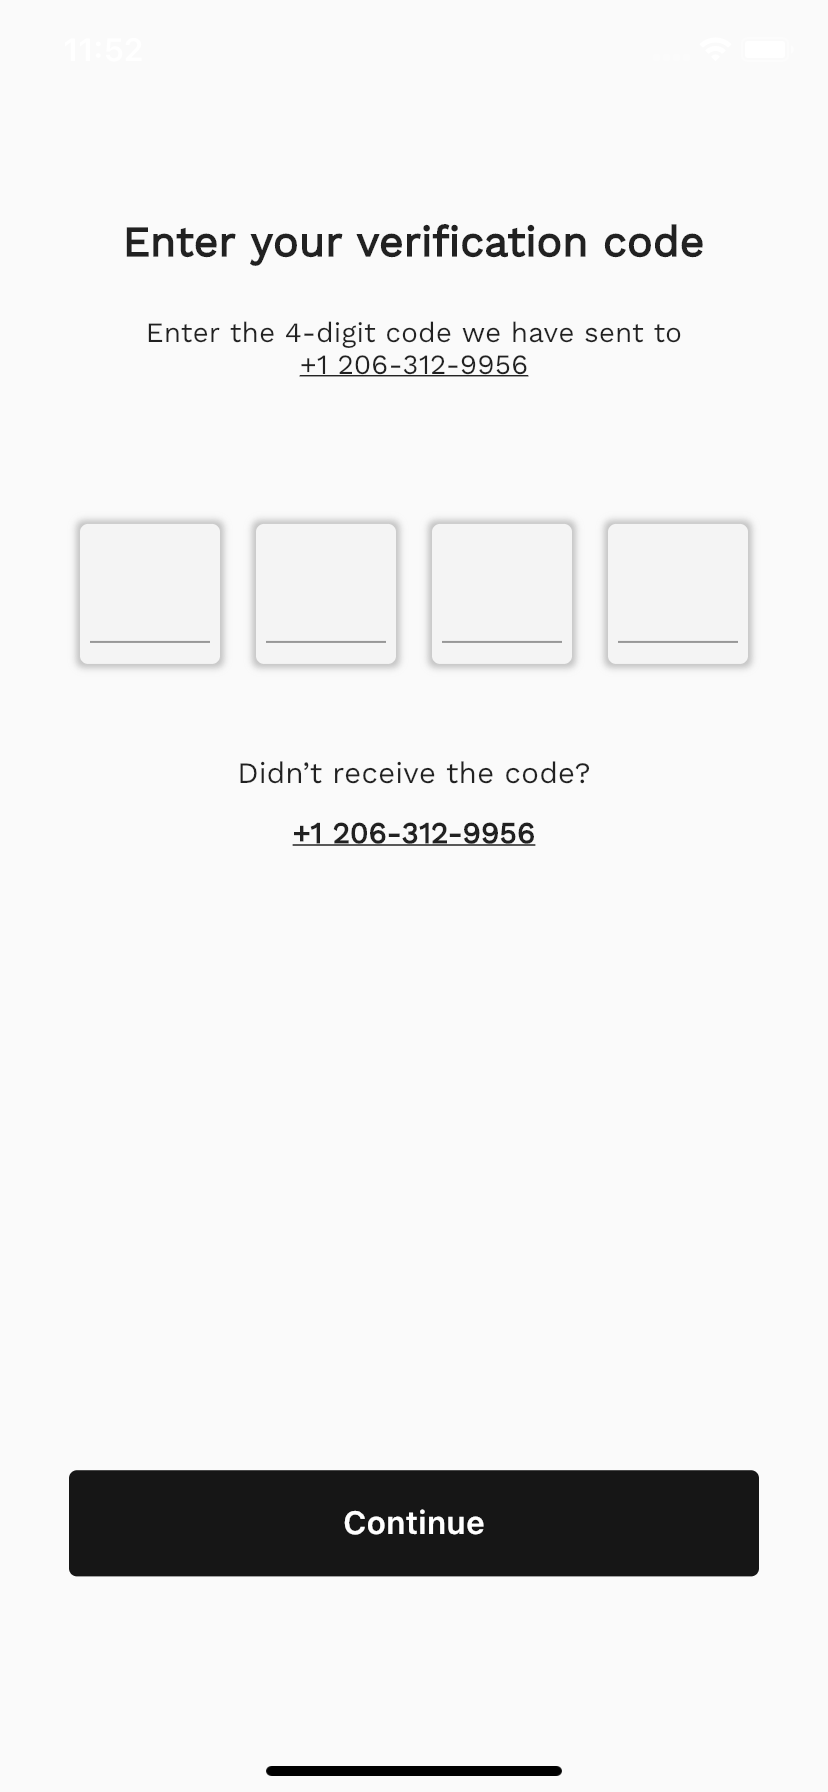 11:52
Enter your verification code
Enter the 4-digit code we have sent to
+1 206-312-9956
Didn’t receive the code?
+1 206-312-9956
Continue